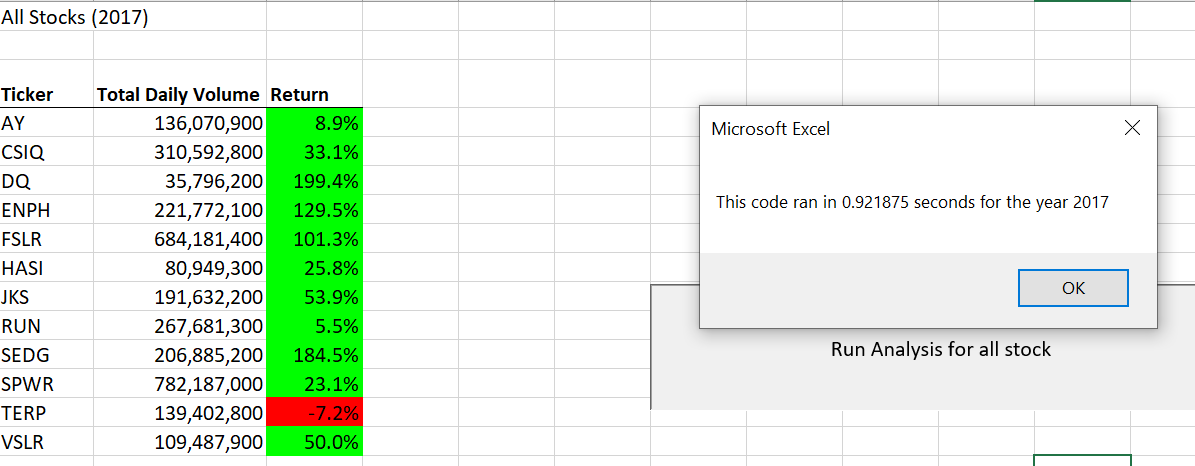 All Stocks (2017)
Ticker Total Daily Volume Return
AY 136,070,900 8.9%
CSIQ 310,592,800 33.1%
DQ 35,796,200 199.4%
ENPH 221,772,100 129.5%
FSLR 684,181,400 101.3%
HASI 80,949,300 25.8%
JKS 191,632,200 53.9%
RUN 267,681,300 5.5%
SEDG 206,885,200 184.5%
SPWR 782,187,000 23.1%
TERP 139,402,800 -7.2%
VSLR 109,487,900 50.0%
Microsoft Excel
This code ran in 0.921875 seconds for the year 2017
OK
Run Analysis for all stock